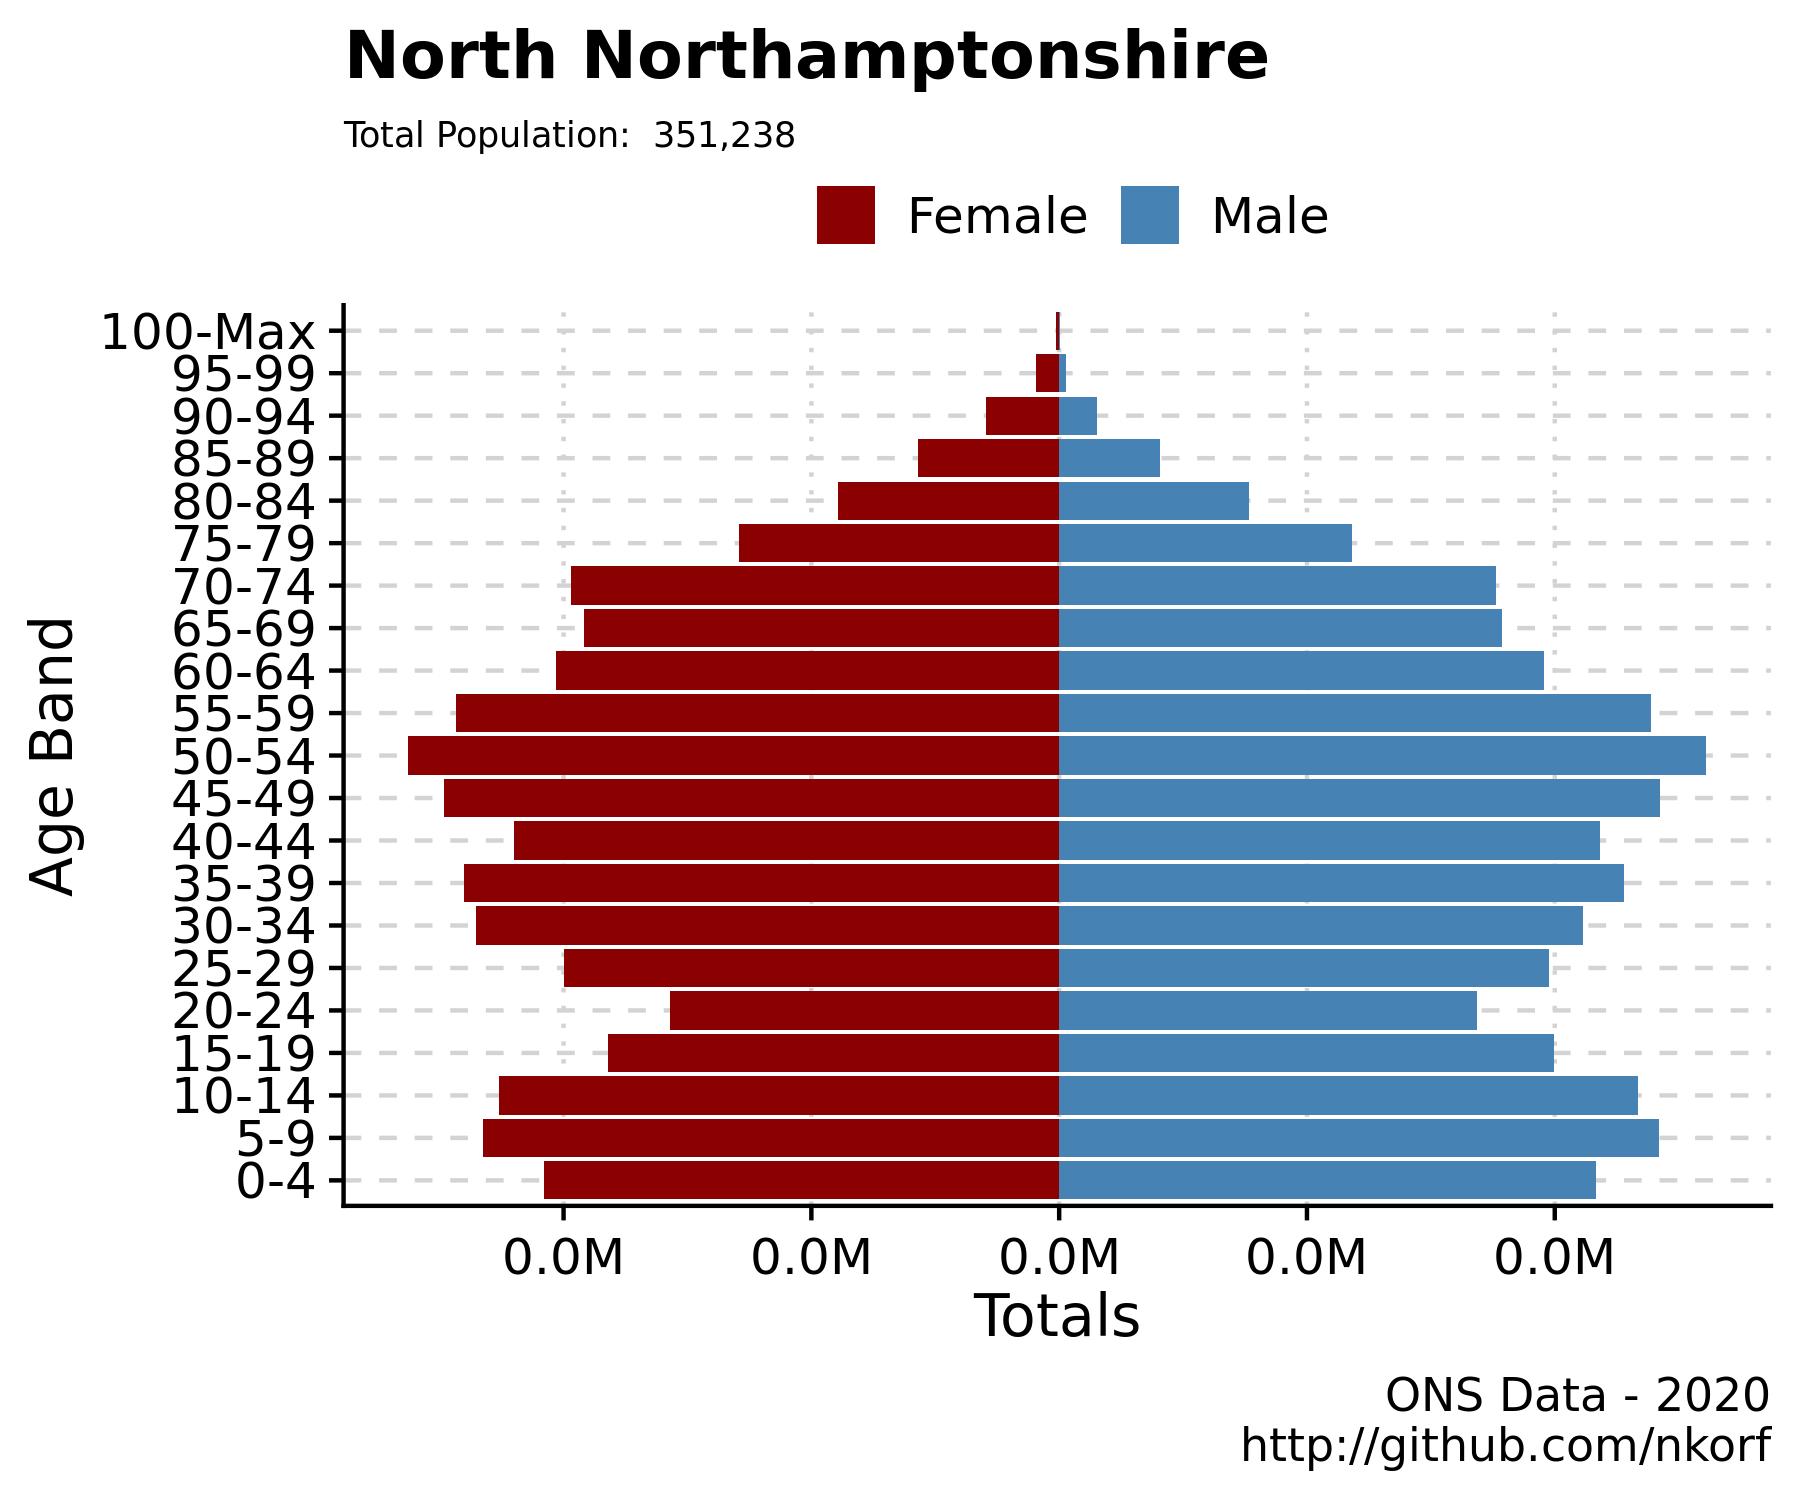 North Northamptonshire
Total Population:  351,238
Female Male
100-Max
95-99
90-94
85-89
80-84
75-79
70-74
65-69
60-64
55-59
50-54
45-49
40-44
35-39
30-34
25-29
20-24
15-19
10-14
5-9
0-4
Age Band
0.0M 0.0M 0.0M 0.0M 0.0M
Totals
ONS Data - 2020
http://github.com/nkorf